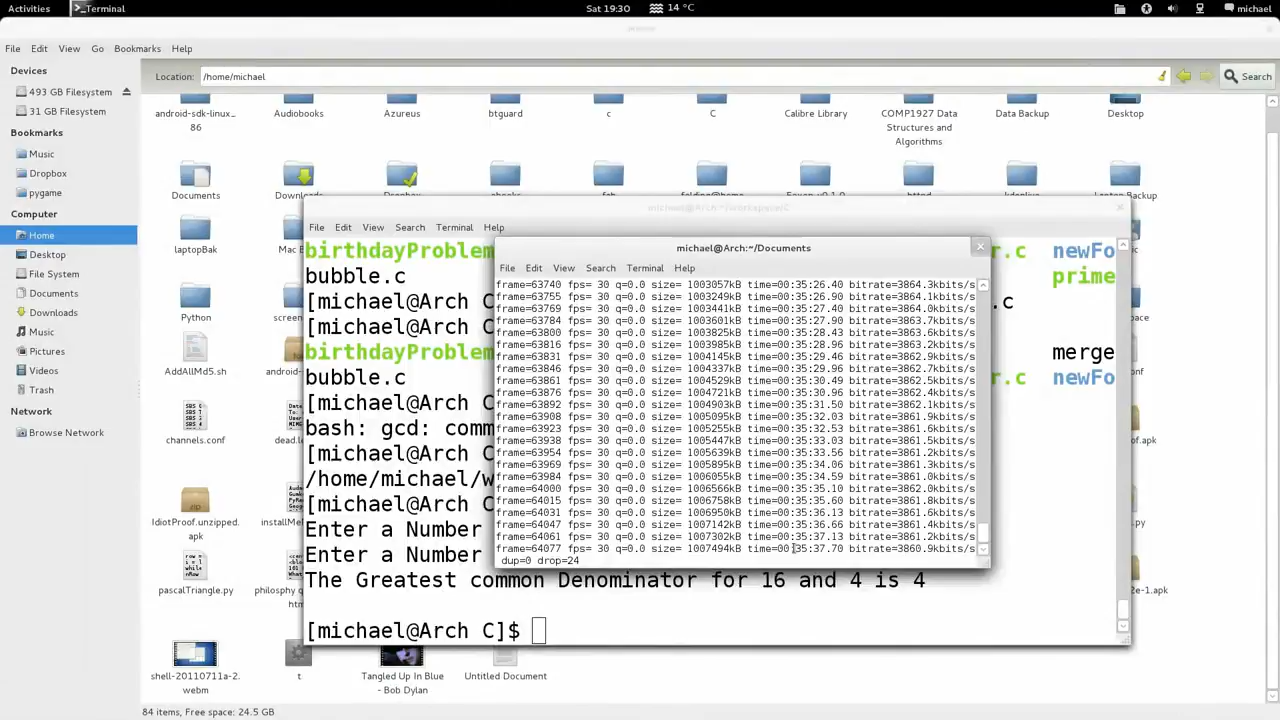 Activities
Terminal
Sat 19:30
14 °C
michael
File Edit View Go Bookmarks Help
Location: /home/michael
Search
Devices
493 GB Filesystem
31 GB Filesystem
Bookmarks
Music
Dropbox
pygame
Computer
Home
Desktop
File System
Documents
Downloads
Music
Pictures
Videos
Trash
Network
Browse Network
android-sdk-linux_
86
Audiobooks
Azureus
btguard
c
C
Calibre Library
COMP1927 Data
Structures and
Algorithms
Data Backup
Desktop
Documents
laptopBak
Python
AddAllMd5.sh
channels.conf
IdiotProof.unzipped.
apk
pascalTriangle.py
shell-20110711a-2.
webm
t
Tangled Up In Blue
- Bob Dylan
Untitled Document
84 items, Free space: 24.5 GB
File Edit View Search Terminal Help
birthdayProblem
bubble.c
[michael@Arch C
[michael@Arch C
birthdayProblem
bubble.c
[michael@Arch C
bash: gcd: comm
[michael@Arch C
/home/michael/w
[michael@Arch C
Enter a Number
Enter a Number
The Greatest common Denominator for 16 and 4 is 4
[michael@Arch C]$
r.c newFo
prime
.c
merge
r.c newFo
michael@Arch:~/Documents
File Edit View Search Terminal Help
frame=63740 fps= 30 q=0.0 size= 1003057kB time=00:35:26.40 bitrate=3864.3kbits/s
frame=63755 fps= 30 q=0.0 size= 1003249kB time=00:35:26.90 bitrate=3864.1kbits/s
frame=63769 fps= 30 q=0.0 size= 1003441kB time=00:35:27.40 bitrate=3864.0kbits/s
frame=63784 fps= 30 q=0.0 size= 1003601kB time=00:35:27.90 bitrate=3863.7kbits/s
frame=63800 fps= 30 q=0.0 size= 1003825kB time=00:35:28.43 bitrate=3863.6kbits/s
frame=63816 fps= 30 q=0.0 size= 1003985kB time=00:35:28.96 bitrate=3863.2kbits/s
frame=63831 fps= 30 q=0.0 size= 1004145kB time=00:35:29.46 bitrate=3862.9kbits/s
frame=63846 fps= 30 q=0.0 size= 1004337kB time=00:35:29.96 bitrate=3862.7kbits/s
frame=63861 fps= 30 q=0.0 size= 1004529kB time=00:35:30.49 bitrate=3862.5kbits/s
frame=63876 fps= 30 q=0.0 size= 1004721kB time=00:35:30.96 bitrate=3862.4kbits/s
frame=63892 fps= 30 q=0.0 size= 1004903kB time=00:35:31.50 bitrate=3862.1kbits/s
frame=63908 fps= 30 q=0.0 size= 1005095kB time=00:35:32.03 bitrate=3861.9kbits/s
frame=63923 fps= 30 q=0.0 size= 1005255kB time=00:35:32.53 bitrate=3861.6kbits/s
frame=63938 fps= 30 q=0.0 size= 1005447kB time=00:35:33.03 bitrate=3861.5kbits/s
frame=63954 fps= 30 q=0.0 size= 1005639kB time=00:35:33.56 bitrate=3861.2kbits/s
frame=63969 fps= 30 q=0.0 size= 1005895kB time=00:35:34.06 bitrate=3861.3kbits/s
frame=63984 fps= 30 q=0.0 size= 1006055kB time=00:35:34.59 bitrate=3861.0kbits/s
frame=64000 fps= 30 q=0.0 size= 1006566kB time=00:35:35.10 bitrate=3862.0kbits/s
frame=64015 fps= 30 q=0.0 size= 1006758kB time=00:35:35.60 bitrate=3861.8kbits/s
frame=64031 fps= 30 q=0.0 size= 1006950kB time=00:35:36.13 bitrate=3861.6kbits/s
frame=64047 fps= 30 q=0.0 size= 1007142kB time=00:35:36.66 bitrate=3861.4kbits/s
frame=64061 fps= 30 q=0.0 size= 1007302kB time=00:35:37.13 bitrate=3861.2kbits/s
frame=64077 fps= 30 q=0.0 size= 1007494kB time=00:35:37.70 bitrate=3860.9kbits/s
dup=0 drop=24